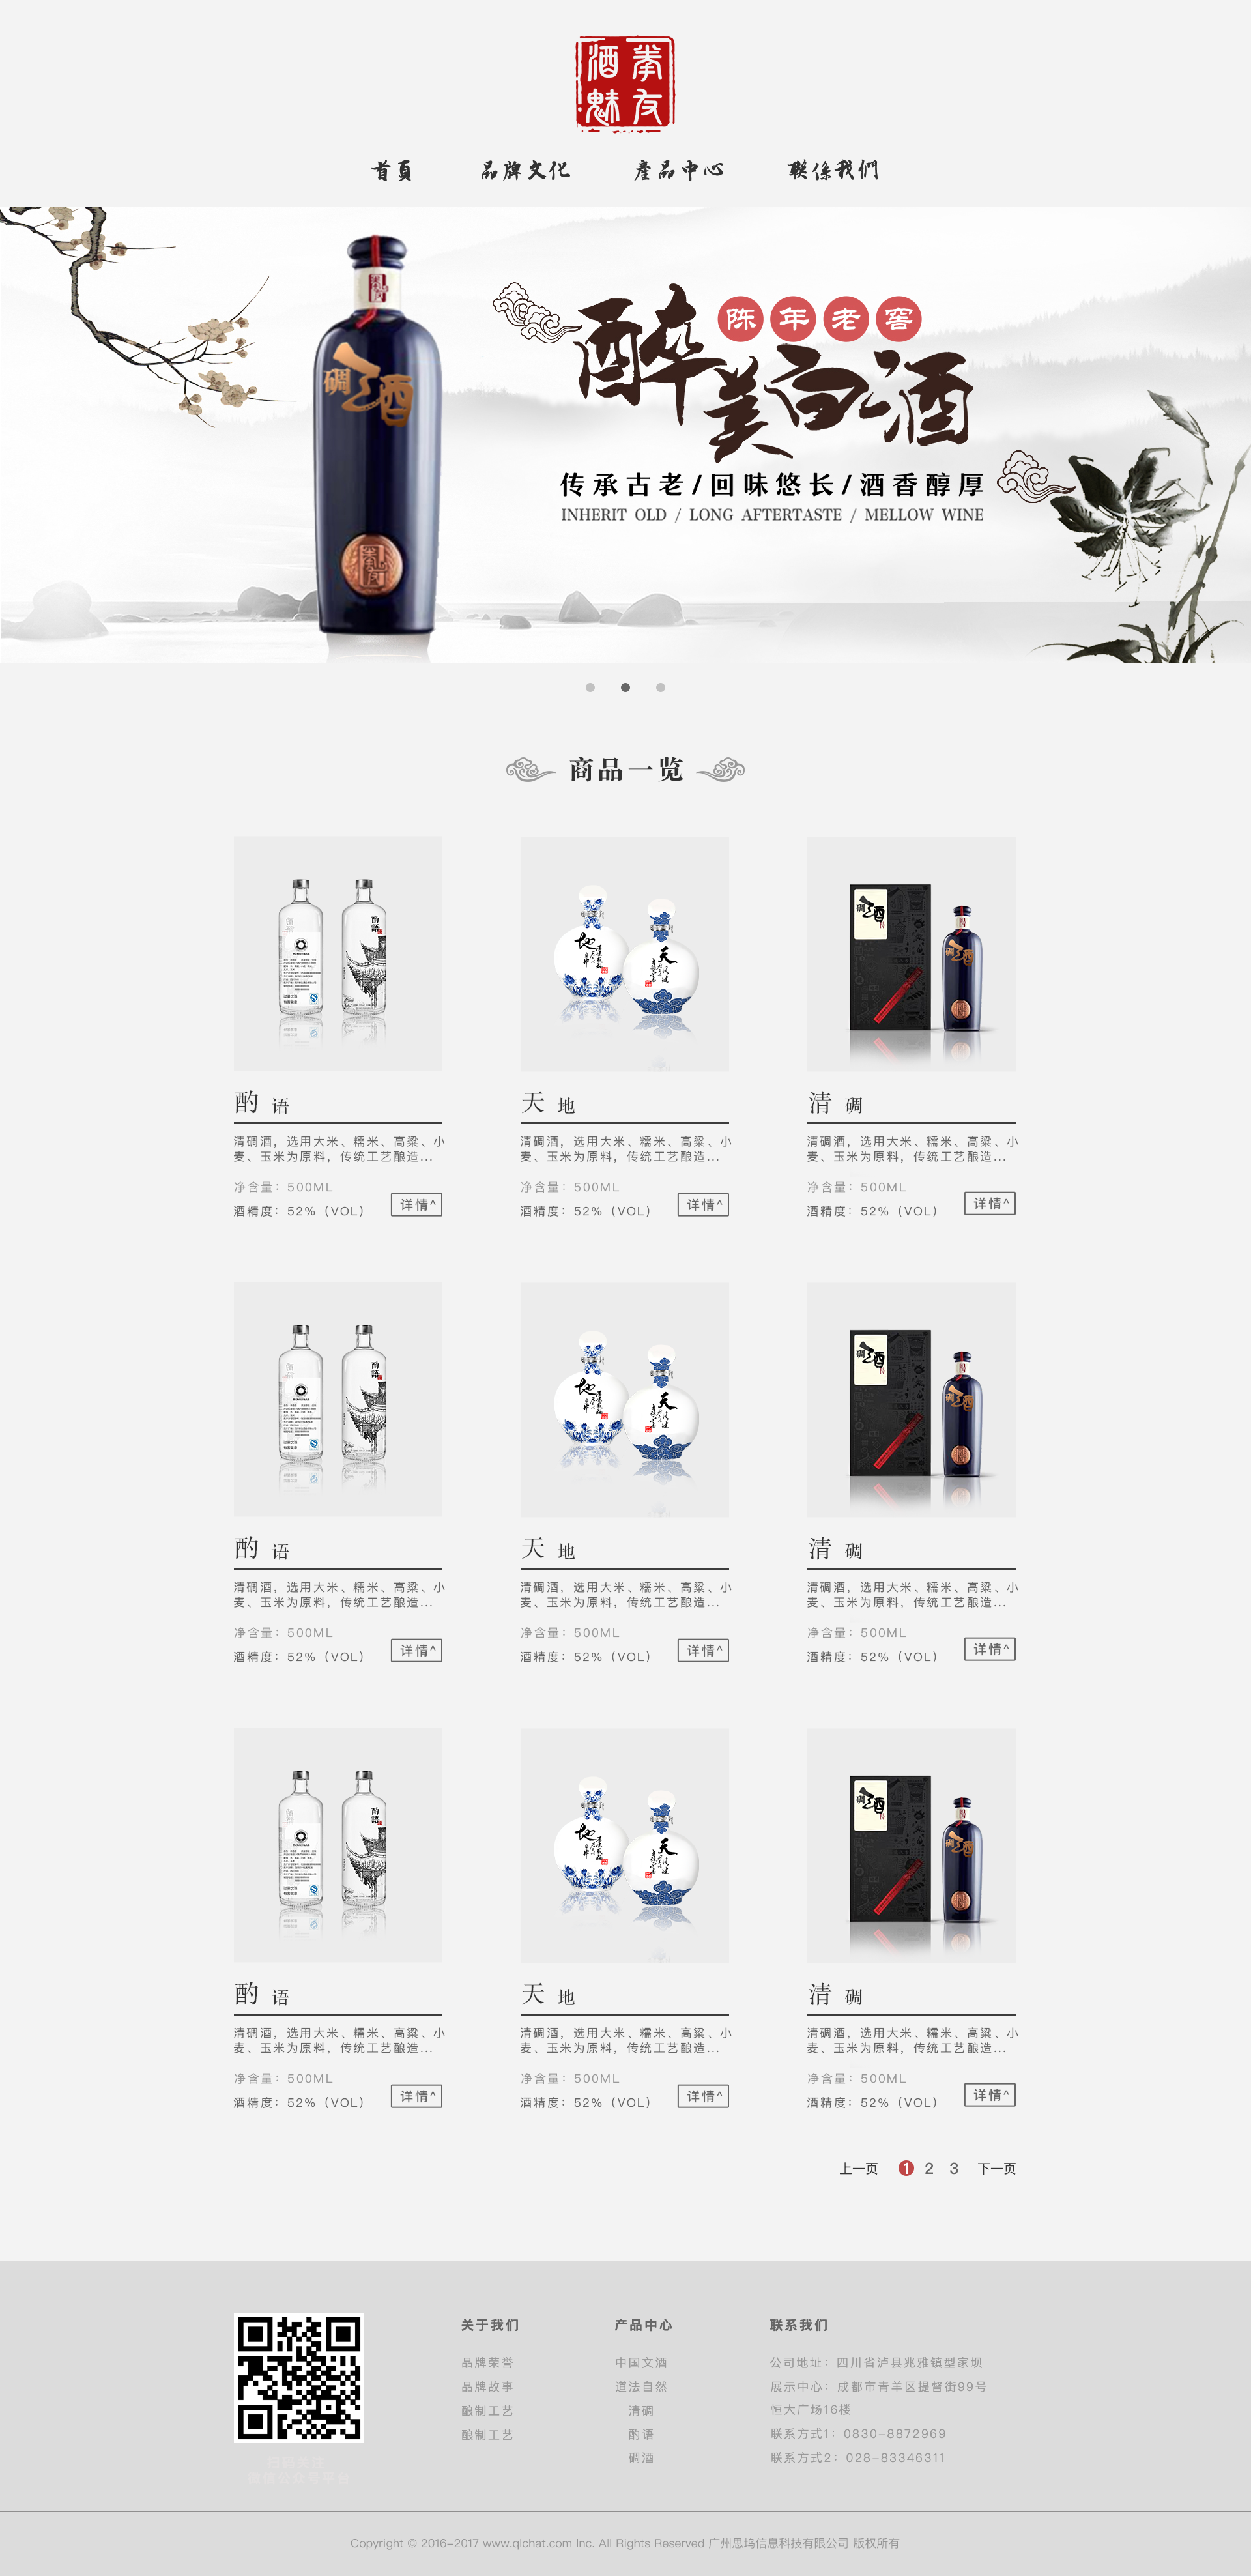 酒 拳
魅 友
首頁 品牌文化 產品中心 聯係我們
陈年老窖
醉美白酒
碉酒
传承古老/回味悠长/酒香醇厚
INHERIT OLD / LONG AFTERTASTE / MELLOW WINE
商品一览
酌 语
清碉酒，选用大米、糯米、高粱、小
麦、玉米为原料，传统工艺酿造...
净含量：500ML
酒精度：52%（VOL）
详情^
天 地
清碉酒，选用大米、糯米、高粱、小
麦、玉米为原料，传统工艺酿造...
净含量：500ML
酒精度：52%（VOL）
详情^
清 碉
清碉酒，选用大米、糯米、高粱、小
麦、玉米为原料，传统工艺酿造...
净含量：500ML
酒精度：52%（VOL）
详情^
酌 语
清碉酒，选用大米、糯米、高粱、小
麦、玉米为原料，传统工艺酿造...
净含量：500ML
酒精度：52%（VOL）
详情^
天 地
清碉酒，选用大米、糯米、高粱、小
麦、玉米为原料，传统工艺酿造...
净含量：500ML
酒精度：52%（VOL）
详情^
清 碉
清碉酒，选用大米、糯米、高粱、小
麦、玉米为原料，传统工艺酿造...
净含量：500ML
酒精度：52%（VOL）
详情^
酌 语
清碉酒，选用大米、糯米、高粱、小
麦、玉米为原料，传统工艺酿造...
净含量：500ML
酒精度：52%（VOL）
详情^
天 地
清碉酒，选用大米、糯米、高粱、小
麦、玉米为原料，传统工艺酿造...
净含量：500ML
酒精度：52%（VOL）
详情^
清 碉
清碉酒，选用大米、糯米、高粱、小
麦、玉米为原料，传统工艺酿造...
净含量：500ML
酒精度：52%（VOL）
详情^
上一页 1 2 3 下一页
扫码关注
微信公众号平台
关于我们
品牌荣誉
品牌故事
酿制工艺
酿制工艺
产品中心
中国文酒
道法自然
清碉
酌语
碉酒
联系我们
公司地址：四川省泸县兆雅镇型家坝
展示中心：成都市青羊区提督街99号
恒大广场16楼
联系方式1：0830-8872969
联系方式2：028-83346311
Copyright © 2016-2017 www.qlchat.com Inc. All Rights Reserved 广州思坞信息科技有限公司 版权所有